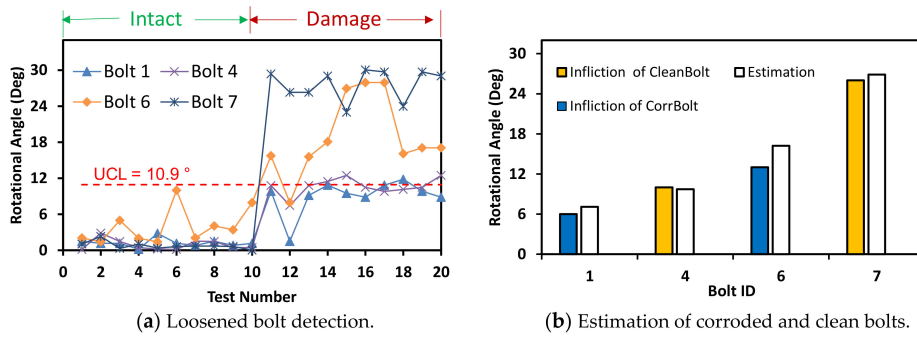 Intact
Damage
Rotational Angle (Deg)
30
24
18
12
6
0
Bolt 1
Bolt 4
Bolt 6
Bolt 7
UCL = 10.9 °
0 2 4 6 8 10 12 14 16 18 20
Test Number
(a) Loosened bolt detection.
Rotational Angle (Deg)
30
24
18
12
6
0
Infliction of CleanBolt
Estimation
Infliction of CorrBolt
1 4 6 7
Bolt ID
(b) Estimation of corroded and clean bolts.